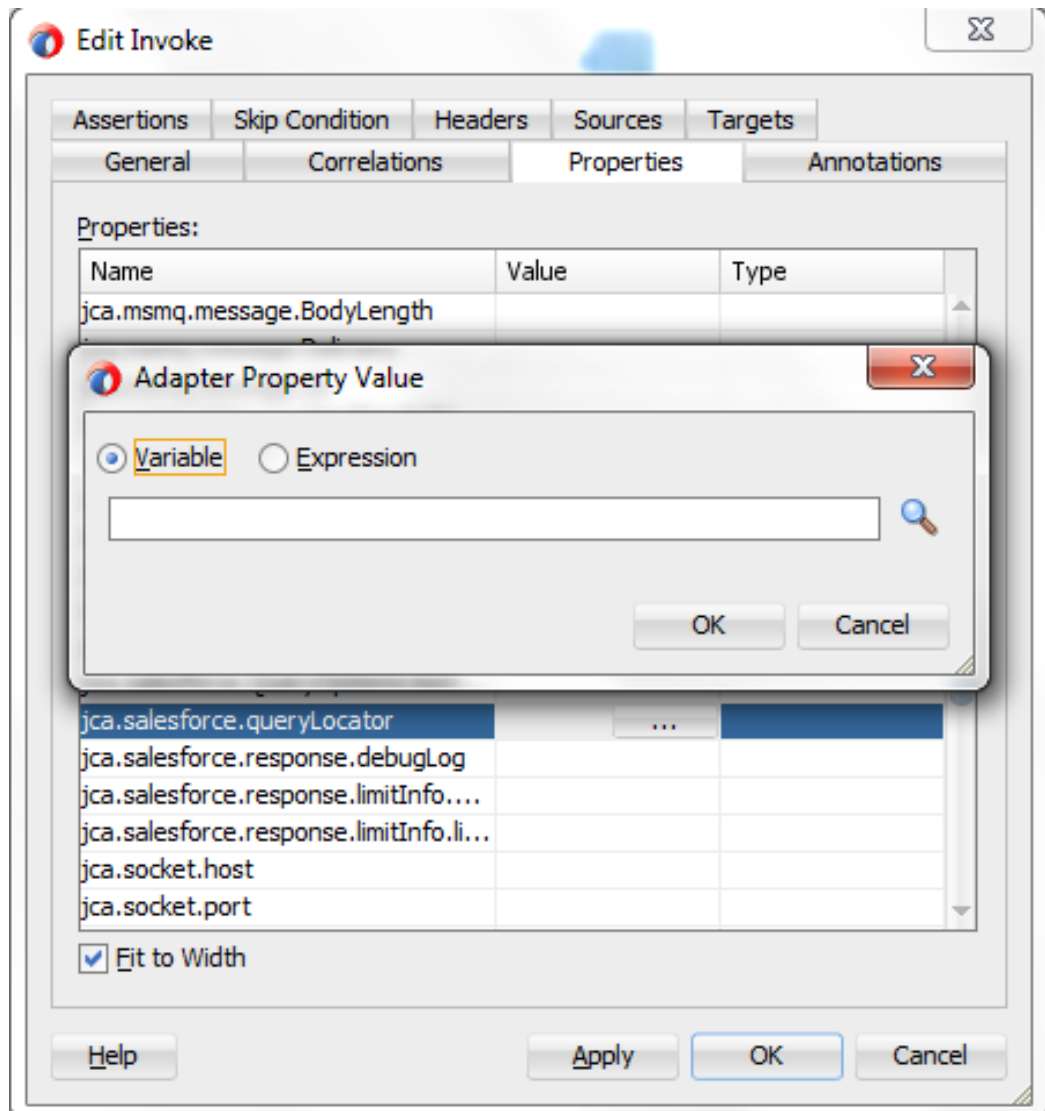 Edit Invoke
Assertions Skip Condition Headers Sources Targets
General Correlations Properties Annotations
Properties:
Name Value Type
jca.msmq.message.BodyLength
Adapter Property Value
Variable Expression
OK Cancel
jca.salesforce.queryLocator ...
jca.salesforce.response.debugLog
jca.salesforce.response.limitInfo....
jca.salesforce.response.limitInfo.li...
jca.socket.host
jca.socket.port
Fit to Width
Help Apply OK Cancel